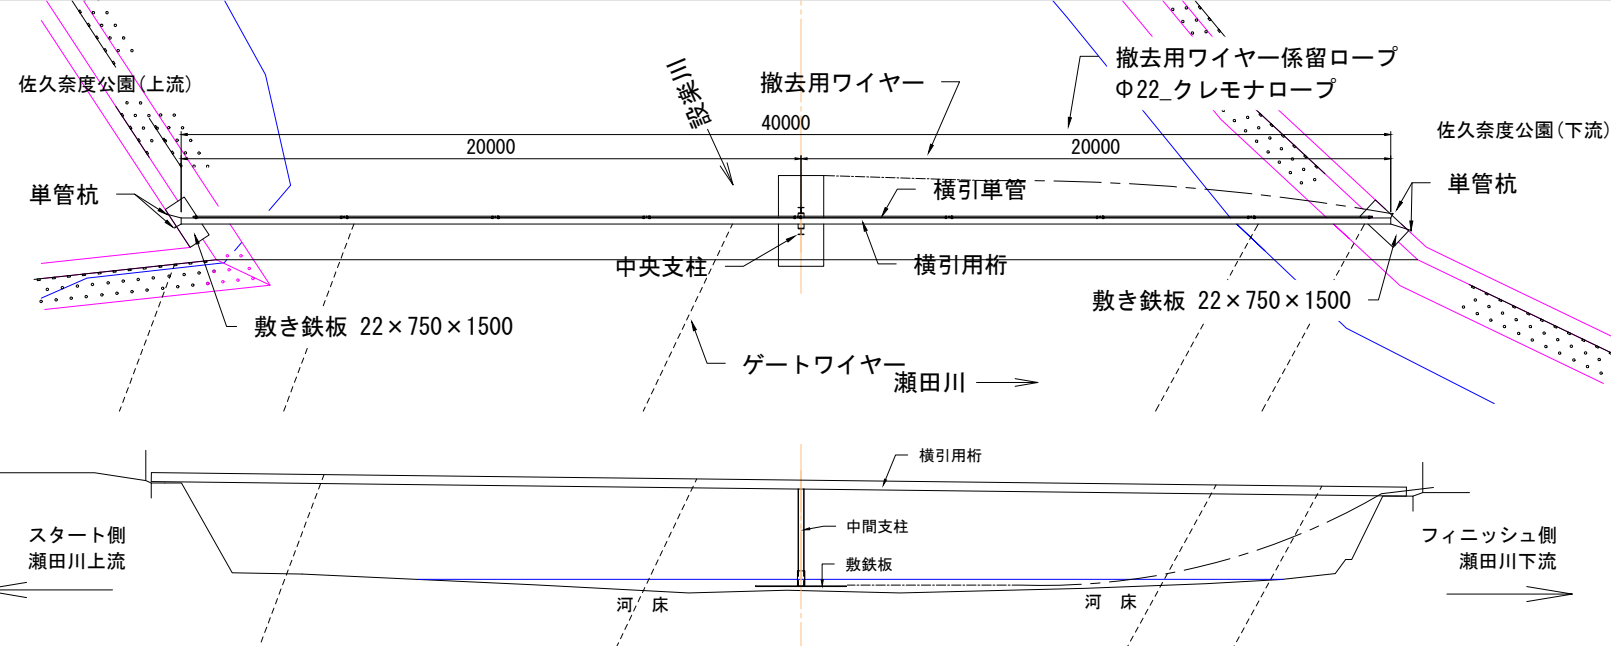 佐久奈度公園(上流)
設楽川
撤去用ワイヤー
撤去用ワイヤー係留ロープ
Φ22_クレモナロープ
佐久奈度公園(下流)
40000
20000
20000
単管杭
横引単管
単管杭
中央支柱
横引用桁
敷き鉄板 22×750×1500
敷き鉄板 22×750×1500
ゲートワイヤー
瀬田川
横引用桁
スタート側
瀬田川上流
中間支柱
敷鉄板
フィニッシュ側
瀬田川下流
河 床
河 床